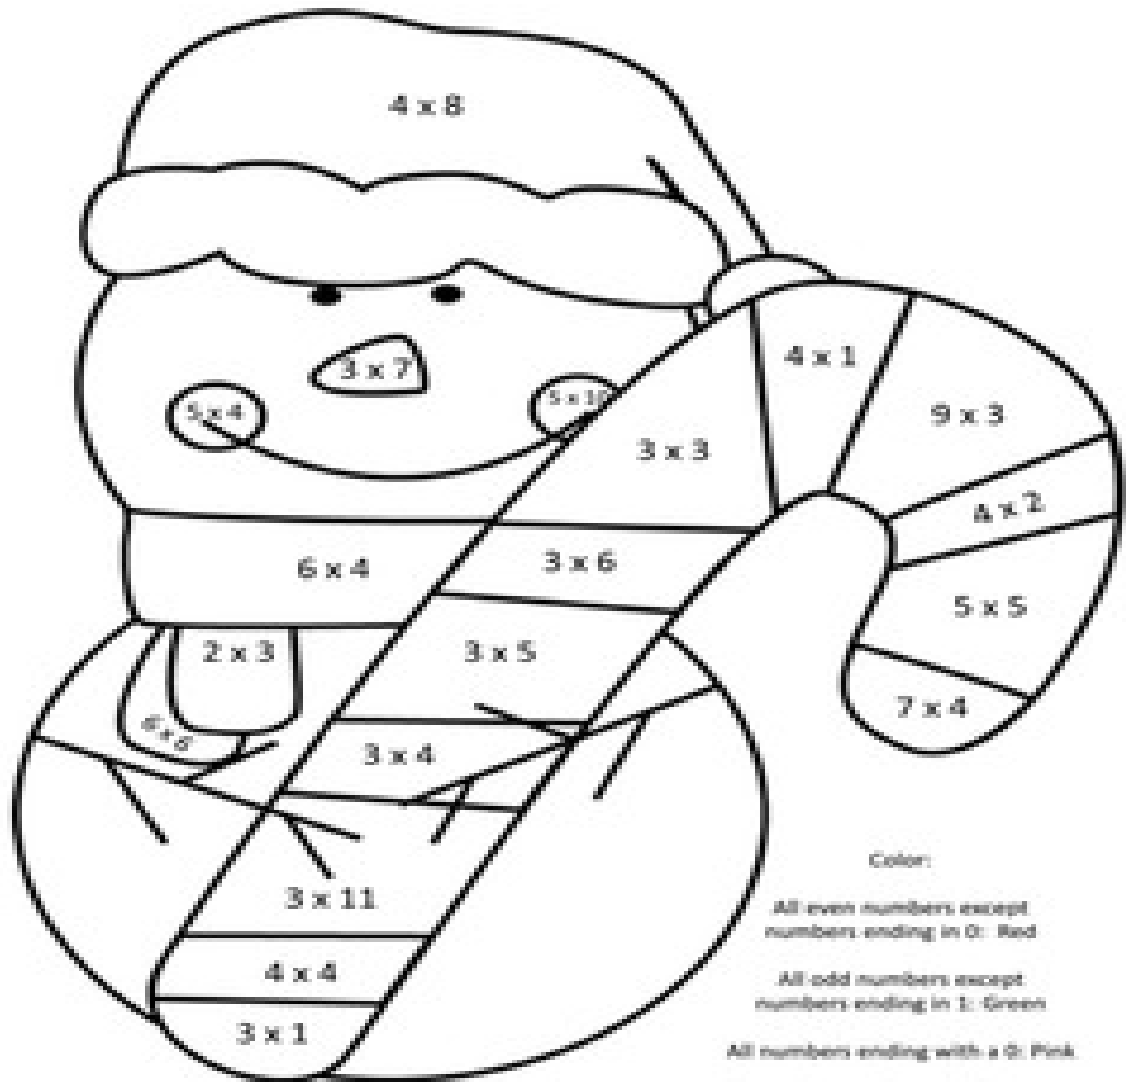 4 x 8
4 x 1
3 x 7
9 x 3
5 x 4
5 x 10
3 x 3
4 x 2
6 x 4
3 x 6
5 x 5
2 x 3
3 x 5
7 x 4
6 x 6
3 x 4
3 x 11
4 x 4
3 x 1
Color:
All even numbers except
numbers ending in 0: Red
All odd numbers except
numbers ending in 1: Green
All numbers ending with a 0: Pink